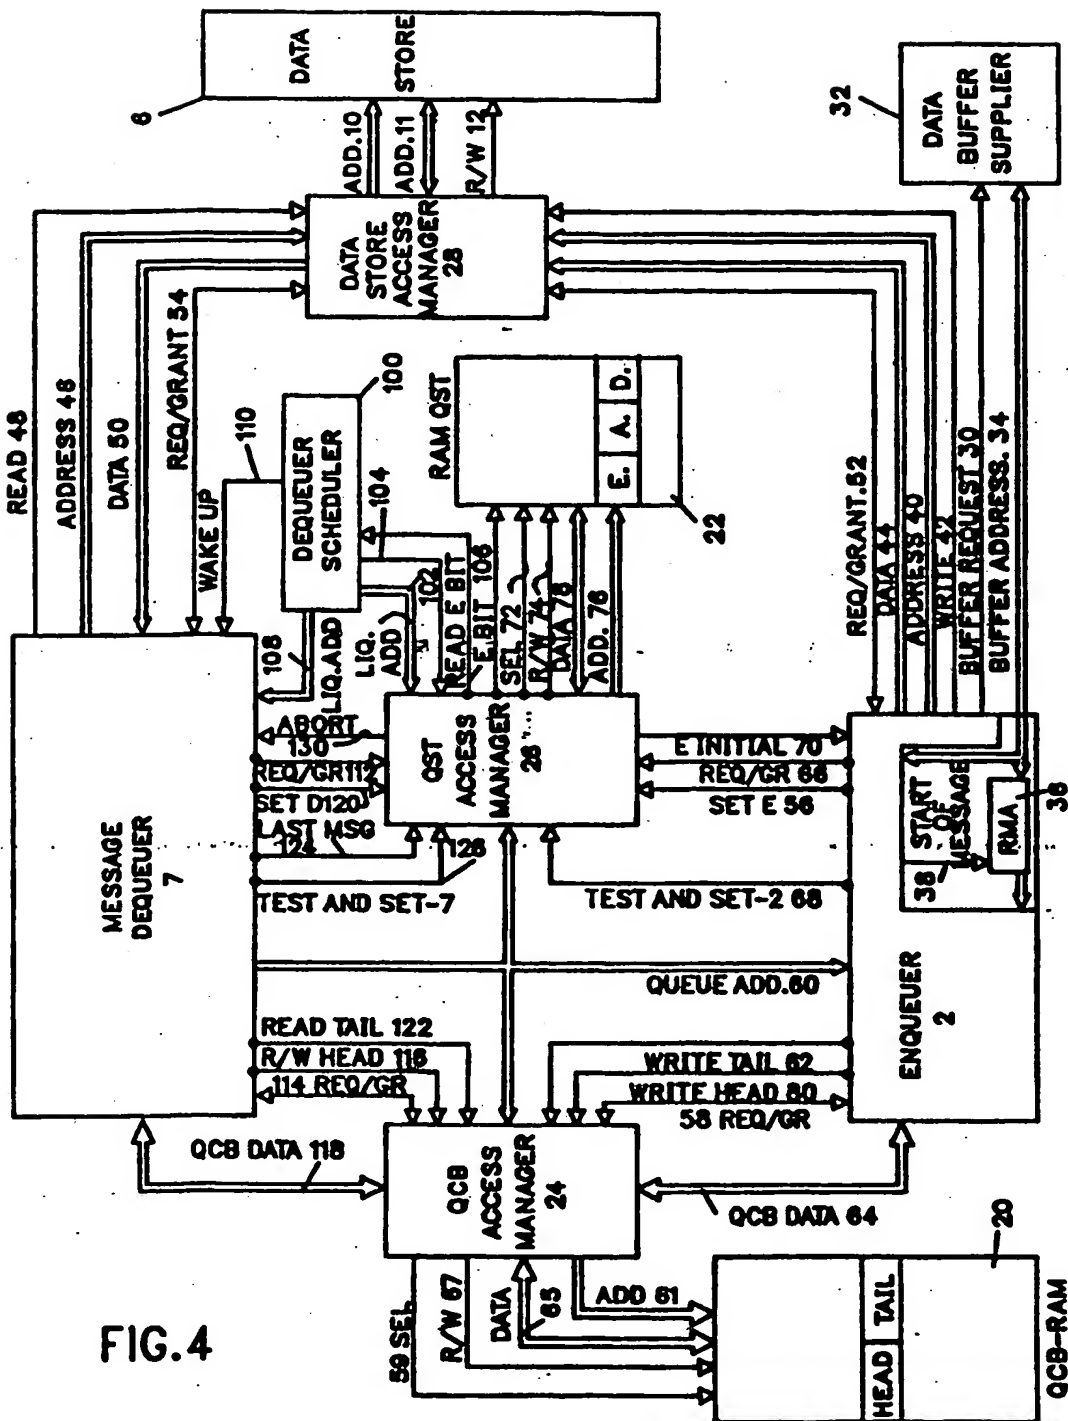 6
DATA
STORE
ADD.10
ADD.11
R/W 12
32
DATA
BUFFER
SUPPLIER
DATA
STORE
ACCESS
MANAGER
28
READ 48
ADDRESS 46
DATA 50
REQ/GRANT 54
WAKE UP
110
100
DEQUEUER
SCHEDULER
104
108
LIQ.ADD
LIQ.
ADD
102
READ E BIT
E BIT 106
SEL 72
R/W 74
DATA 78
ADD. 76
RAM QST
E. A. D.
22
REQ/GRANT.52
DATA 44
ADDRESS 40
WRITE 42
BUFFER REQUEST 30
BUFFER ADDRESS. 34
MESSAGE
DEQUEUER
7
ABORT
130
REQ/GR112
SET D120
LAST MSG
124
126
TEST AND SET-7
QST
ACCESS
MANAGER
26
E INITIAL 70
REQ/GR 66
SET E 56
TEST AND SET-2 68
START
OF
MESSAGE
38
RMA
36
QUEUE ADD.60
ENQUEUER
2
READ TAIL 122
R/W HEAD 116
114 REQ/GR
WRITE TAIL 62
WRITE HEAD 80
58 REQ/GR
QCB DATA 118
QCB
ACCESS
MANAGER
24
QCB DATA 64
59 SEL
R/W 67
DATA
65
ADD 61
20
HEAD TAIL
QCB-RAM
FIG.4